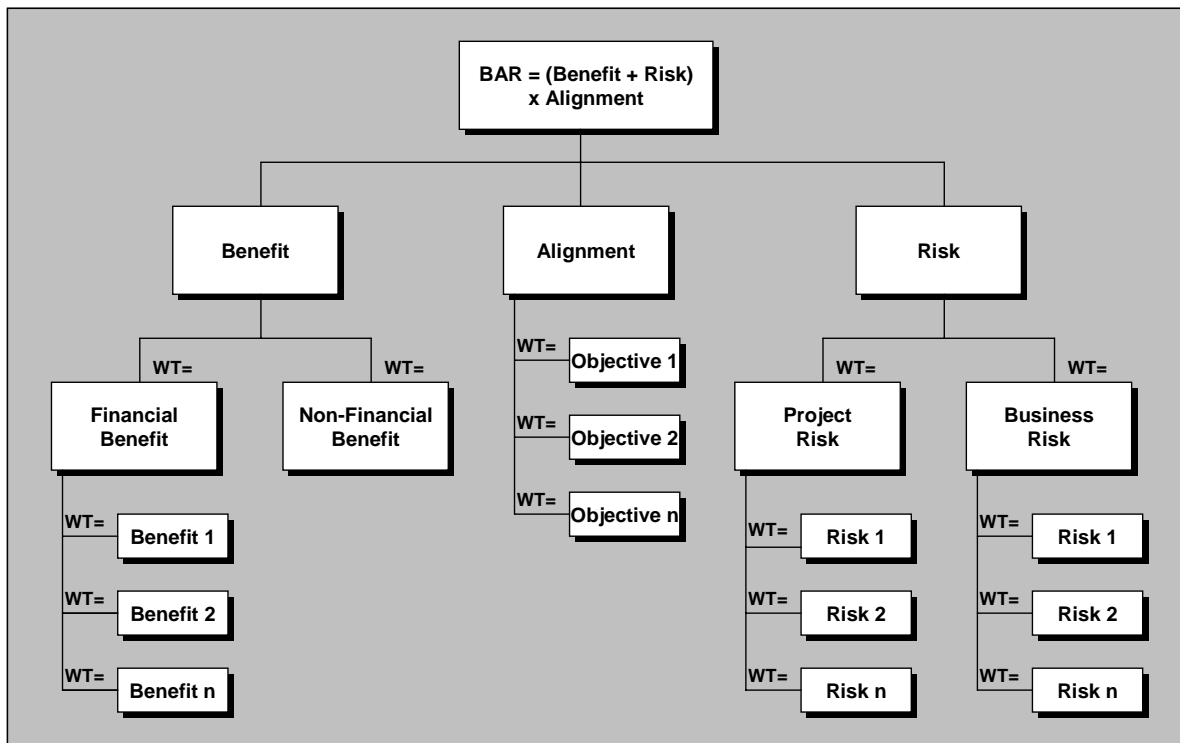 BAR = (Benefit + Risk)
x Alignment
Benefit
Alignment
Risk
WT=
WT=
Financial
Benefit
Non-Financial
Benefit
WT=
Benefit 1
WT=
Benefit 2
WT=
Benefit n
WT=
Objective 1
WT=
Objective 2
WT=
Objective n
WT=
WT=
Project
Risk
Business
Risk
WT=
Risk 1
WT=
Risk 2
WT=
Risk n
WT=
Risk 1
WT=
Risk 2
WT=
Risk n